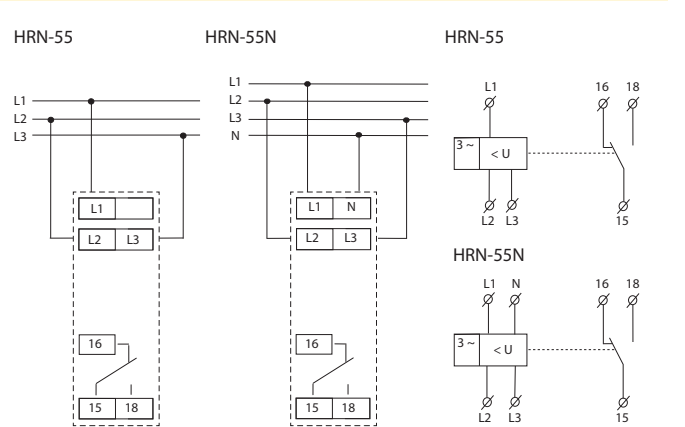 HRN-55
L1
L2
L3
L1
L2 L3
16
15 18
HRN-55N
L1
L2
L3
N
L1 N
L2 L3
16
15 18
HRN-55
L1 16 18
3 ~ < U
L2 L3 15
HRN-55N
L1 N 16 18
3 ~ < U
L2 L3 15